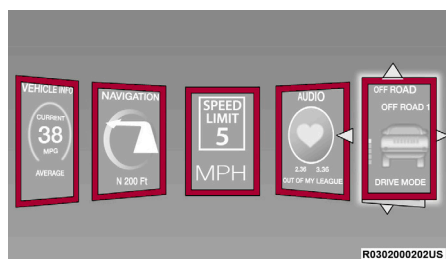 VEHICLE INFO
CURRENT
38
MPG
AVERAGE
NAVIGATION
N 200 Ft
SPEED
LIMIT
5
MPH
AUDIO
2.36 3.36
OUT OF MY LEAGUE
OFF ROAD
OFF ROAD 1
DRIVE MODE
R0302000202US